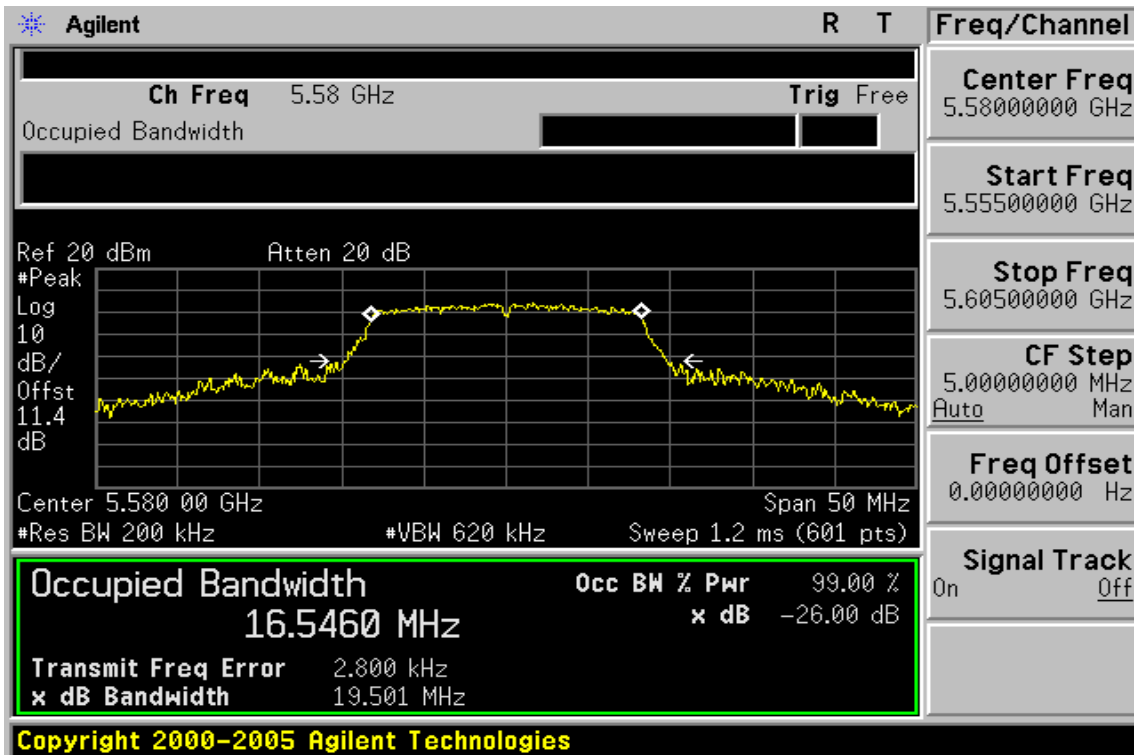 Agilent R T
Ch Freq 5.58 GHz Trig Free
Occupied Bandwidth
Ref 20 dBm Atten 20 dB
#Peak
Log
10
dB/
Offst
11.4
dB
Center 5.580 00 GHz Span 50 MHz
#Res BW 200 kHz #VBW 620 kHz Sweep 1.2 ms (601 pts)
Occupied Bandwidth
16.5460 MHz
Occ BW % Pwr 99.00 %
x dB -26.00 dB
Transmit Freq Error 2.800 kHz
x dB Bandwidth 19.501 MHz
Copyright 2000-2005 Agilent Technologies
Freq/Channel
Center Freq
5.58000000 GHz
Start Freq
5.55500000 GHz
Stop Freq
5.60500000 GHz
CF Step
5.00000000 MHz
Auto Man
Freq Offset
0.00000000 Hz
Signal Track
On Off